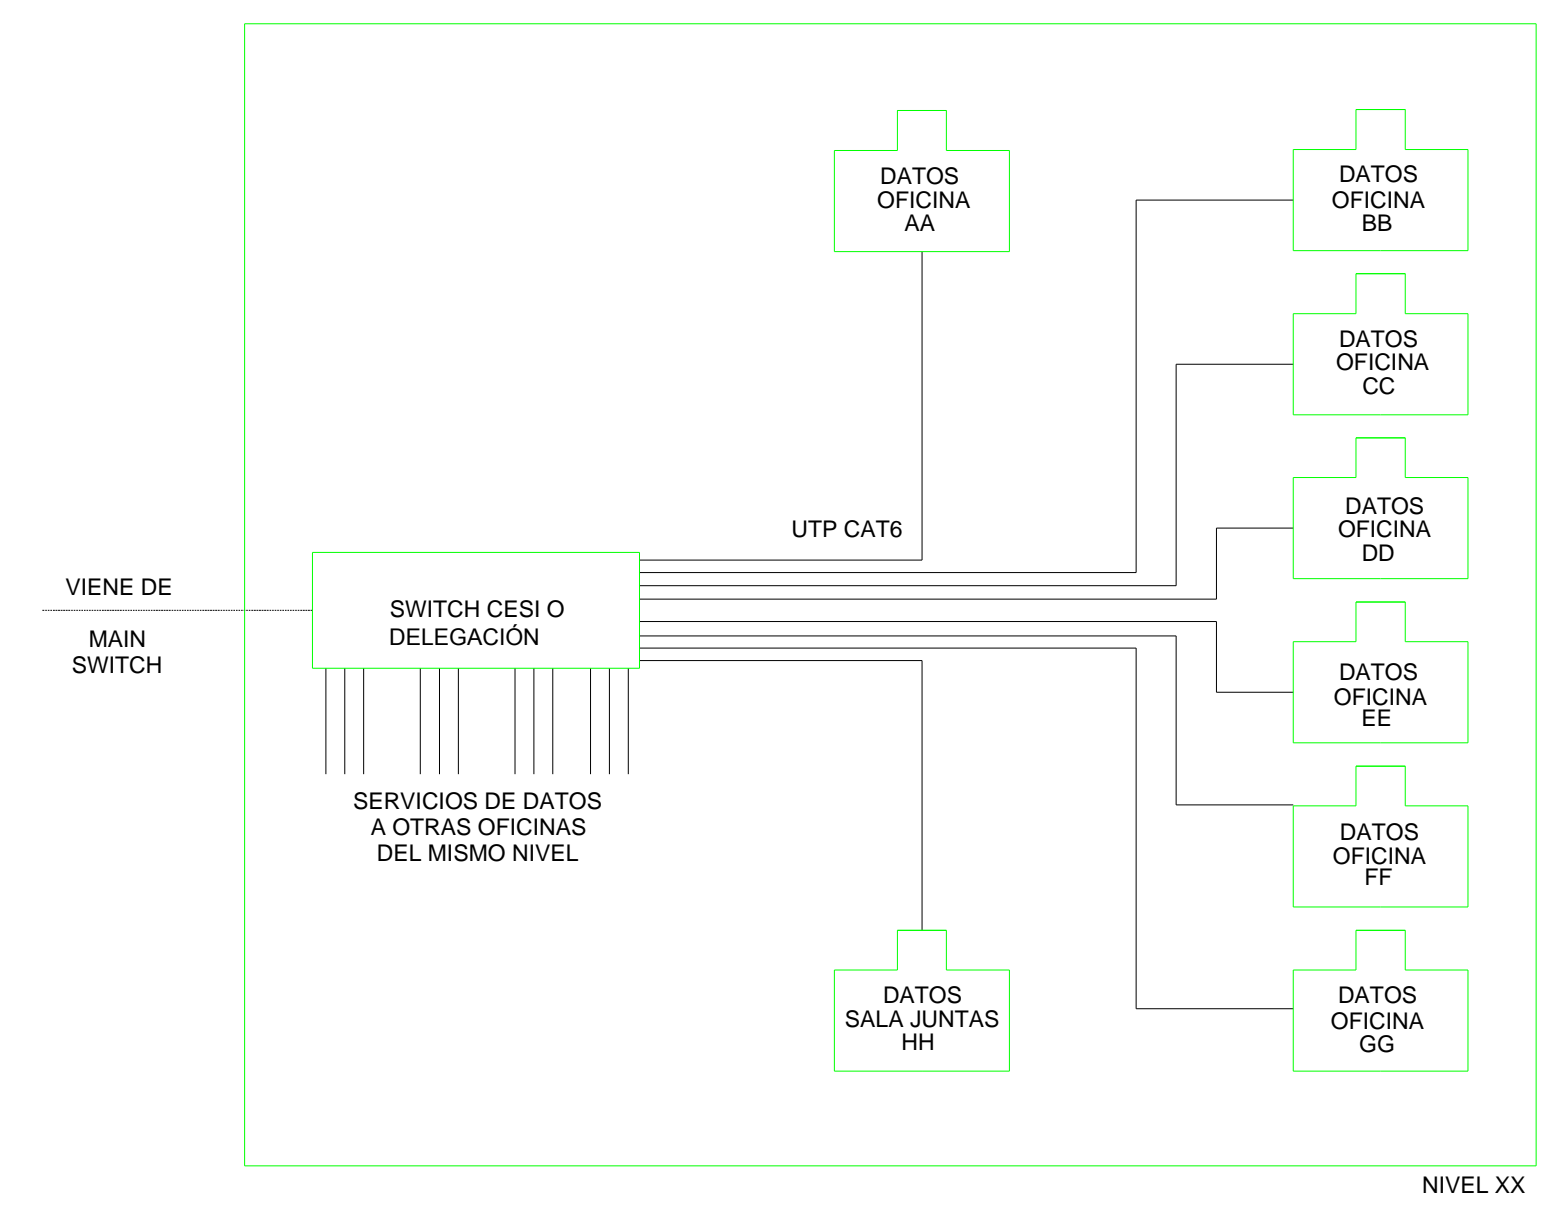 DATOS
OFICINA
AA
DATOS
OFICINA
BB
DATOS
OFICINA
CC
DATOS
OFICINA
DD
UTP CAT6
VIENE DE
MAIN
SWITCH
SWITCH CESI O
DELEGACIÓN
DATOS
OFICINA
EE
SERVICIOS DE DATOS
A OTRAS OFICINAS
DEL MISMO NIVEL
DATOS
OFICINA
FF
DATOS
SALA JUNTAS
HH
DATOS
OFICINA
GG
NIVEL XX